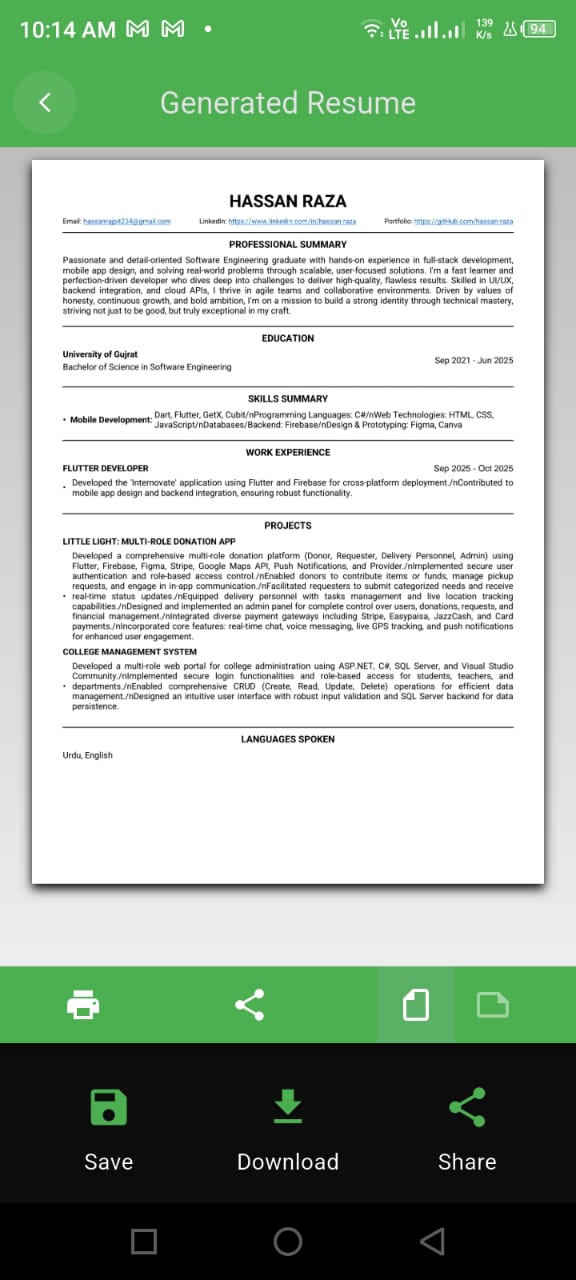 10:14 AM
Vo
LTE
139
K/s
94
Generated Resume
HASSAN RAZA
Email: hassanrajpit234@gmail.com LinkedIn: https://www.linkedin.com/in/hassan-raza Portfolio: https://gitHub.com/hassan-raza
PROFESSIONAL SUMMARY
Passionate and detail-oriented Software Engineering graduate with hands-on experience in full-stack development,
mobile app design, and solving real-world problems through scalable, user-focused solutions. I'm a fast learner and
perfection-driven developer who dives deep into challenges to deliver high-quality, flawless results. Skilled in UI/UX,
backend integration, and cloud APIs, I thrive in agile teams and collaborative environments. Driven by values of
honesty, continuous growth, and bold ambition, I'm on a mission to build a strong identity through technical mastery,
striving not just to be good, but truly exceptional in my craft.
EDUCATION
University of Gujrat
Bachelor of Science in Software Engineering
Sep 2021 - Jun 2025
SKILLS SUMMARY
• Mobile Development: Dart, Flutter, GetX, Cubit/nProgramming Languages: C#/nWeb Technologies: HTML, CSS,
JavaScript/nDatabases/Backend: Firebase/nDesign & Prototyping: Figma, Canva
WORK EXPERIENCE
FLUTTER DEVELOPER Sep 2025 - Oct 2025
• Developed the 'Internovate' application using Flutter and Firebase for cross-platform deployment./nContributed to
mobile app design and backend integration, ensuring robust functionality.
PROJECTS
LITTLE LIGHT: MULTI-ROLE DONATION APP
Developed a comprehensive multi-role donation platform (Donor, Requester, Delivery Personnel, Admin) using
Flutter, Firebase, Figma, Stripe, Google Maps API, Push Notifications, and Provider./nImplemented secure user
authentication and role-based access control./nEnabled donors to contribute items or funds, manage pickup
requests, and engage in in-app communication./nFacilitated requesters to submit categorized needs and receive
• real-time status updates./nEquipped delivery personnel with tasks management and live location tracking
capabilities./nDesigned and implemented an admin panel for complete control over users, donations, requests, and
financial management./nIntegrated diverse payment gateways including Stripe, Easypaisa, JazzCash, and Card
payments./nIncorporated core features: real-time chat, voice messaging, live GPS tracking, and push notifications
for enhanced user engagement.
COLLEGE MANAGEMENT SYSTEM
Developed a multi-role web portal for college administration using ASP.NET, C#, SQL Server, and Visual Studio
Community./nImplemented secure login functionalities and role-based access for students, teachers, and
• departments./nEnabled comprehensive CRUD (Create, Read, Update, Delete) operations for efficient data
management./nDesigned an intuitive user interface with robust input validation and SQL Server backend for data
persistence.
LANGUAGES SPOKEN
Urdu, English
Save Download Share